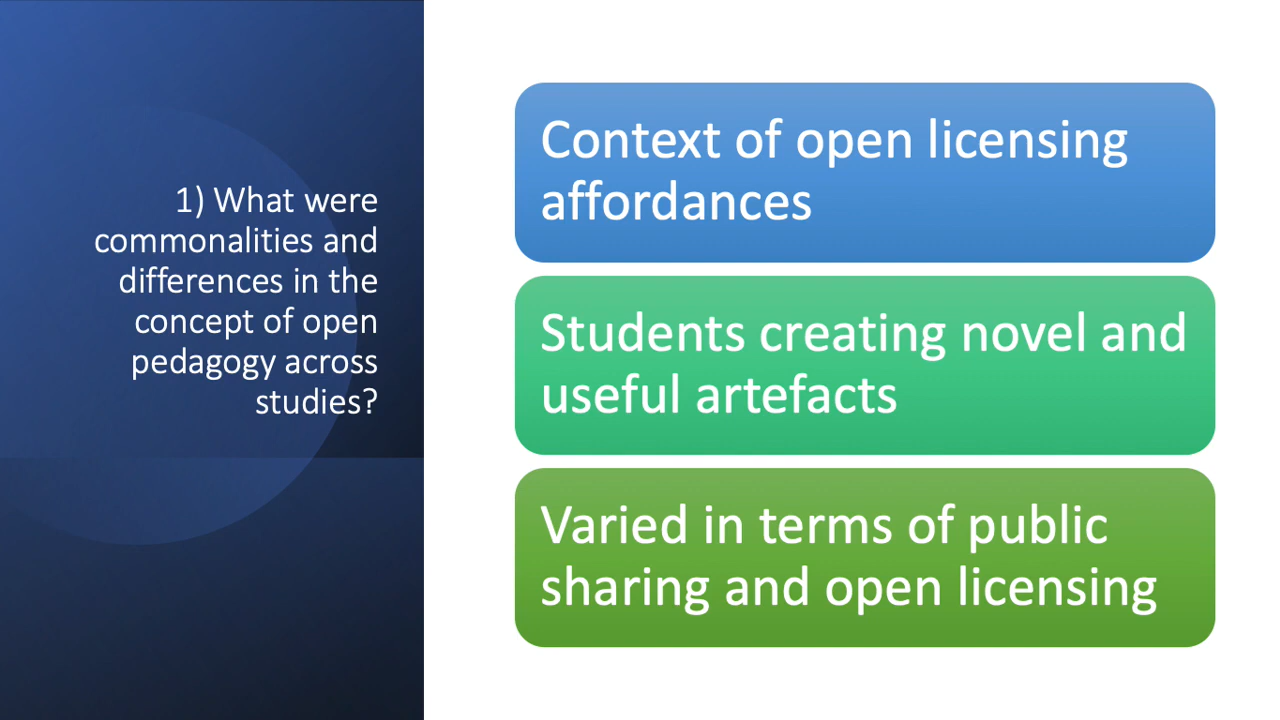 1) What were
commonalities and
differences in the
concept of open
pedagogy across
studies?
Context of open licensing
affordances
Students creating novel and
useful artefacts
Varied in terms of public
sharing and open licensing